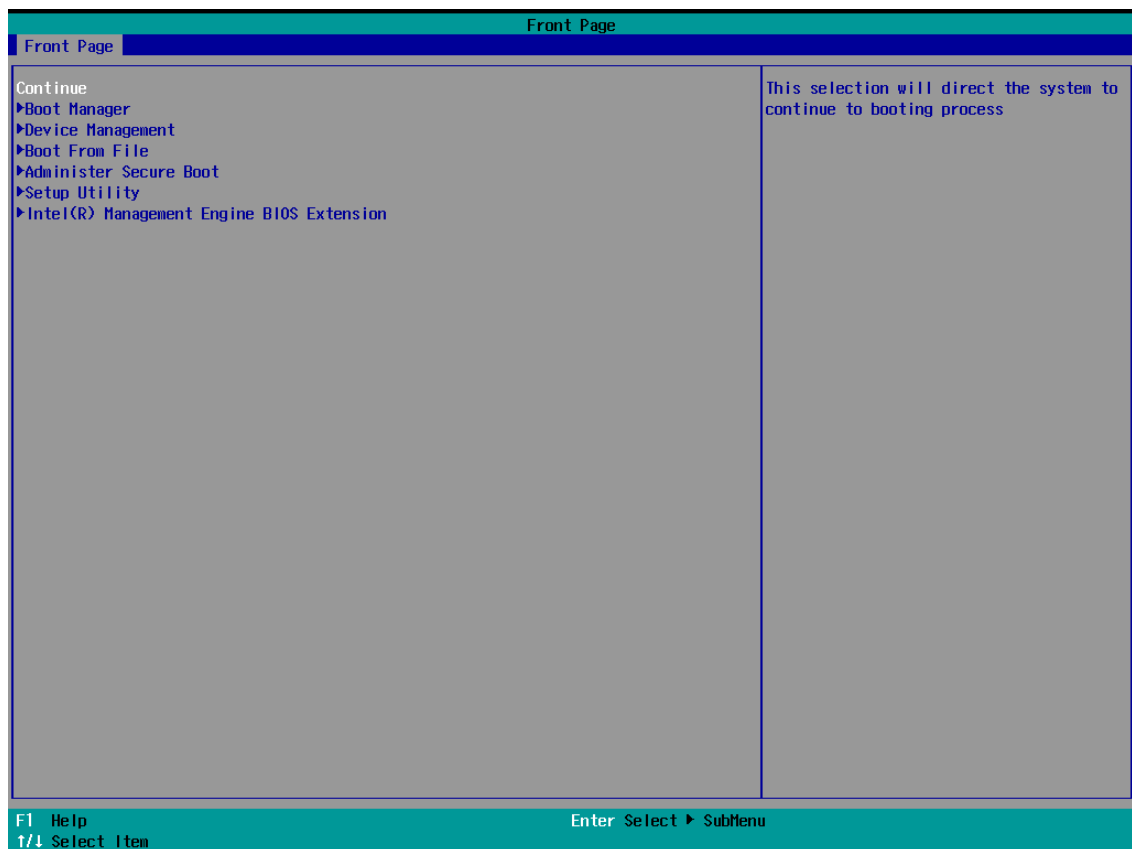 Front Page
Front Page
Continue
▶Boot Manager
▶Device Management
▶Boot From File
▶Administer Secure Boot
▶Setup Utility
▶Intel(R) Management Engine BIOS Extension
This selection will direct the system to
continue to booting process
F1 Help
Enter Select ▶ SubMenu
↑/↓ Select Item